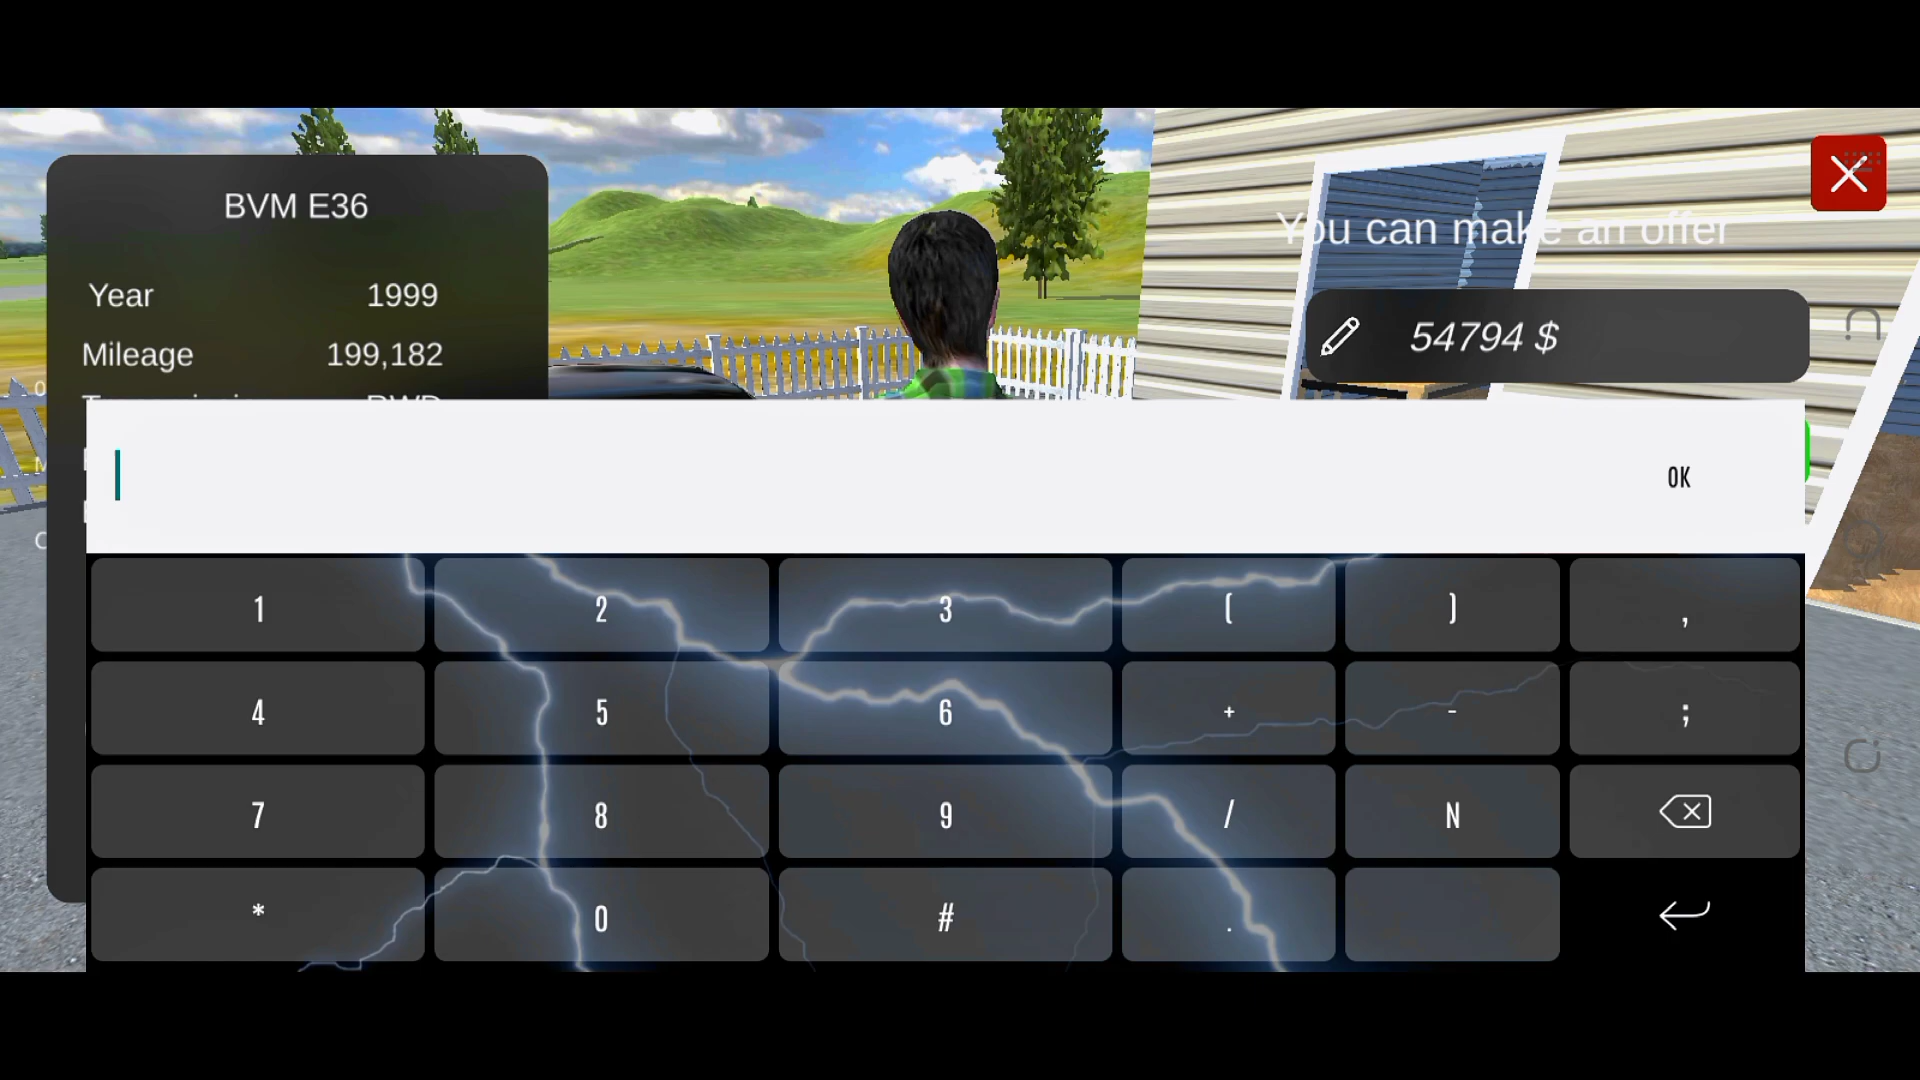 BVM E36
Year 1999
Mileage 199,182
You can make an offer
54794 $
OK
1 2 3 ( ) ,
4 5 6 + - ;
7 8 9 / N
* 0 # .